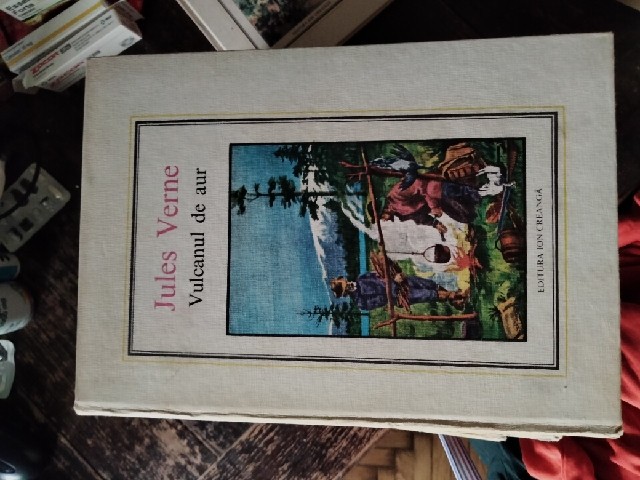 Jules Verne
Vulcanul de aur
EDITURA ION CREANGĂ